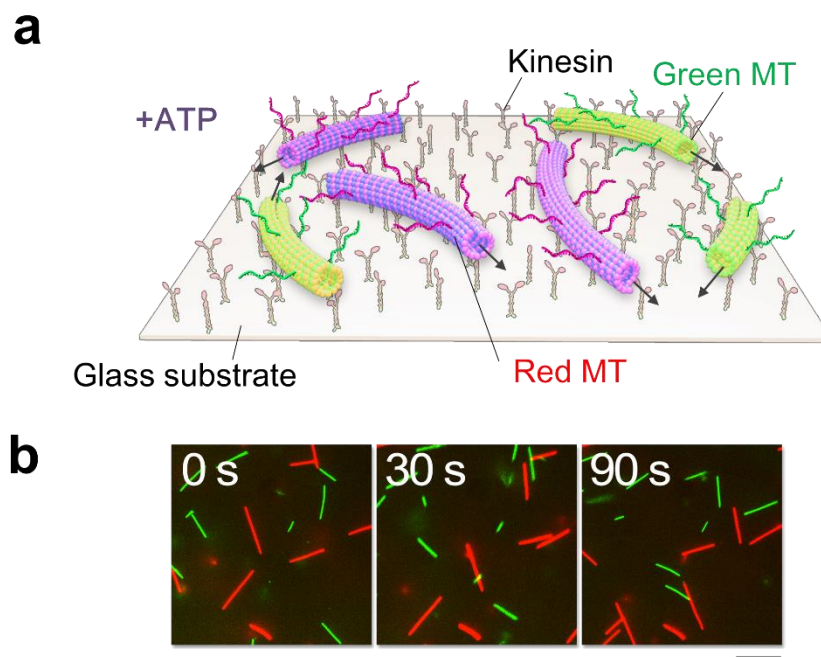 a
Kinesin
Green MT
+ATP
Glass substrate
Red MT
b
0 s
30 s
90 s